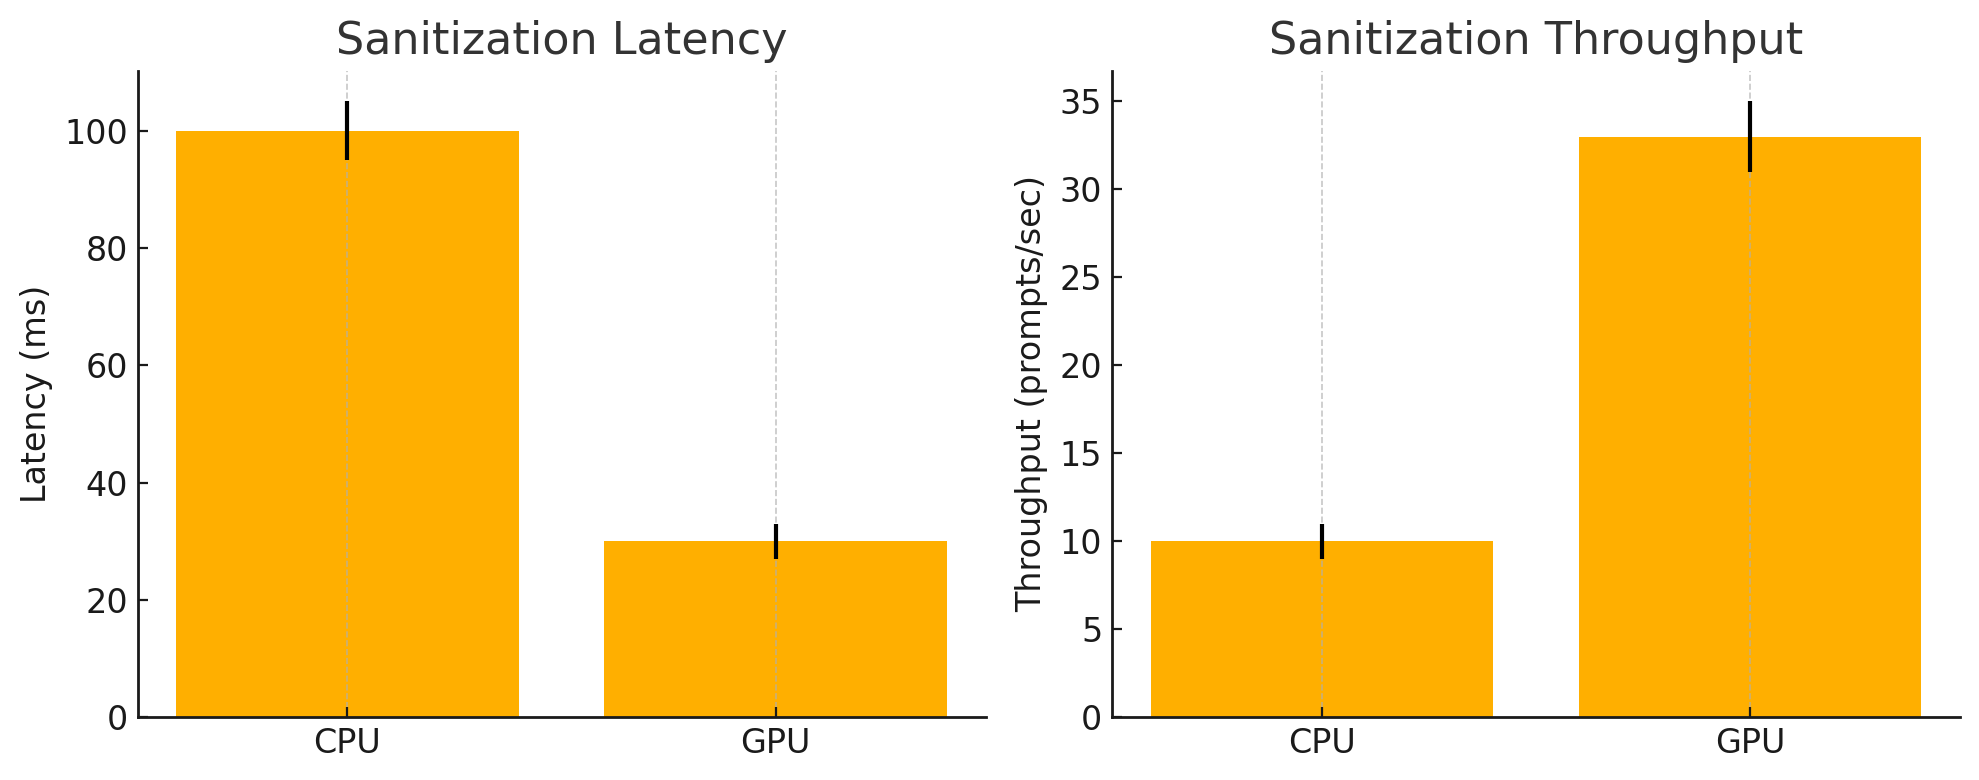 Sanitization Latency
Latency (ms)
100
80
60
40
20
0
CPU
GPU
Sanitization Throughput
Throughput (prompts/sec)
35
30
25
20
15
10
5
0
CPU
GPU